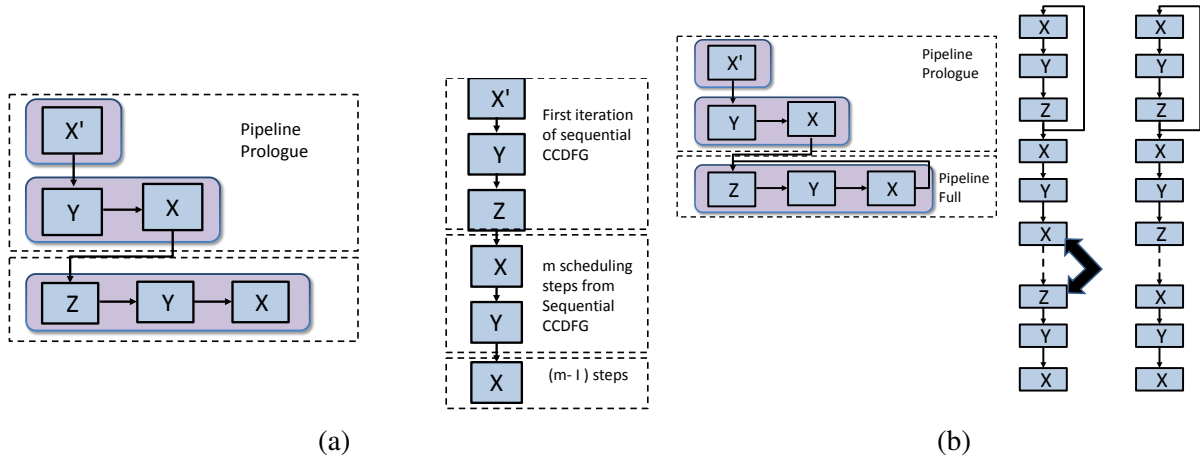 X'
Pipeline
Prologue
Y X
Z Y X
X'
Y
Z
First iteration
of sequential
CCDFG
X
Y
m scheduling
steps from
Sequential
CCDFG
X
(m- I ) steps
(a)
X'
Pipeline
Prologue
Y X
Z Y X
Pipeline
Full
X
Y
Z
X
Y
X
Z
Y
X
X
Y
Z
X
Y
Z
X
Y
X
(b)